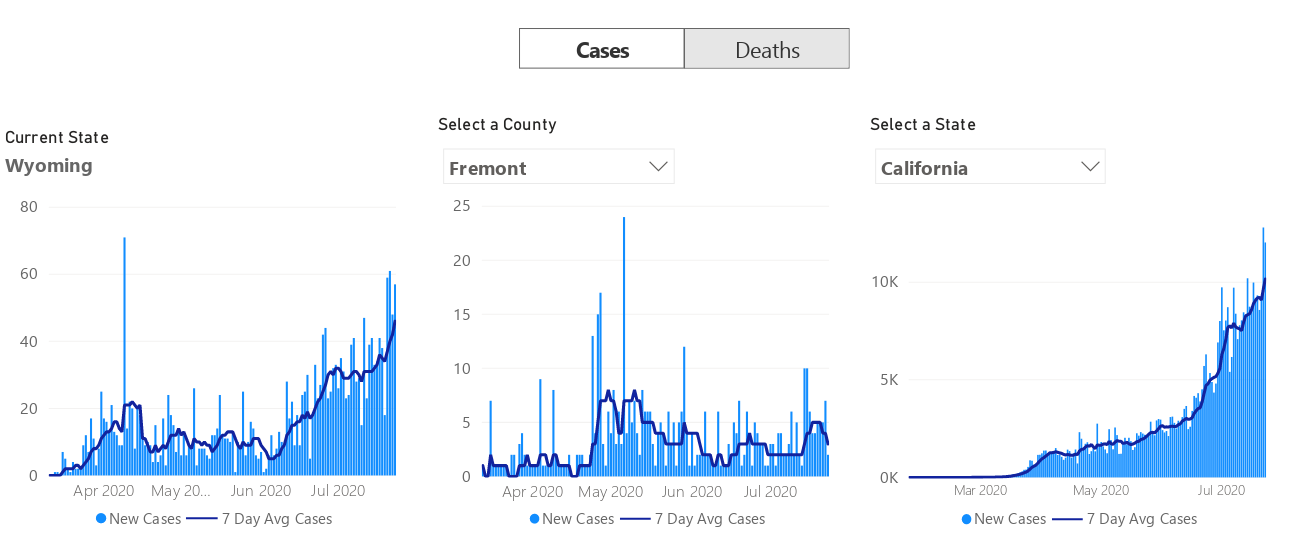 Cases Deaths
Current State
Wyoming
80
60
40
20
0
Apr 2020 May 20... Jun 2020 Jul 2020
New Cases 7 Day Avg Cases
Select a County
Fremont
25
20
15
10
5
0
Apr 2020 May 2020 Jun 2020 Jul 2020
New Cases 7 Day Avg Cases
Select a State
California
10K
5K
0K
Mar 2020 May 2020 Jul 2020
New Cases 7 Day Avg Cases